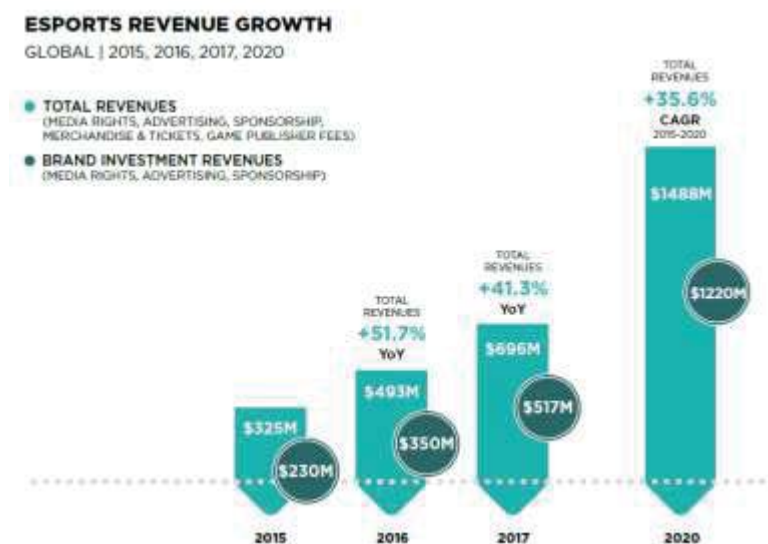 ESPORTS REVENUE GROWTH
GLOBAL | 2015, 2016, 2017, 2020
TOTAL REVENUES
(MEDIA RIGHTS, ADVERTISING, SPONSORSHIP,
MERCHANDISE & TICKETS, GAME PUBLISHER FEES)
BRAND INVESTMENT REVENUES
(MEDIA RIGHTS, ADVERTISING, SPONSORSHIP)
$325M
$230M
2015
TOTAL
REVENUES
+51.7%
YoY
$493M
$350M
2016
TOTAL
REVENUES
+41.3%
YoY
$696M
$517M
2017
TOTAL
REVENUES
+35.6%
CAGR
2015-2020
$1488M
$1220M
2020